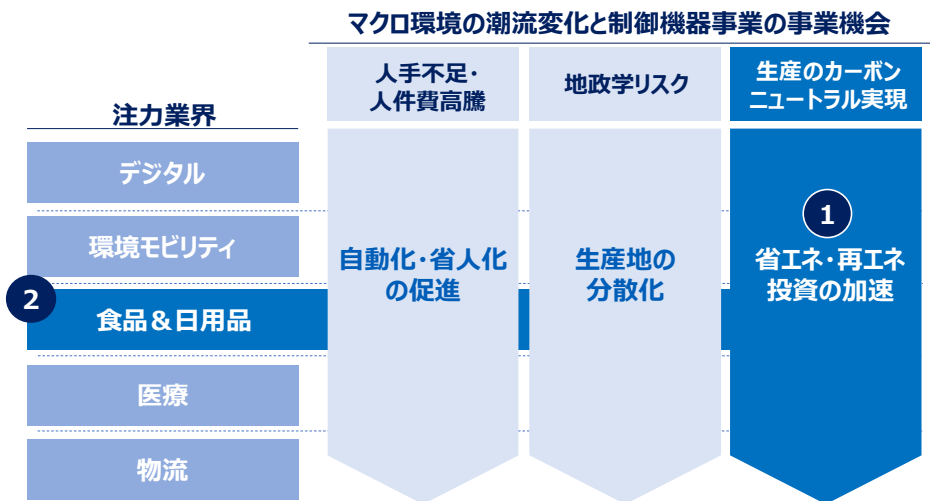 マクロ環境の潮流変化と制御機器事業の事業機会
人手不足・
人件費高騰
地政学リスク
生産のカーボン
ニュートラル実現
注力業界
デジタル
環境モビリティ
2
食品＆日用品
医療
物流
自動化・省人化
の促進
生産地の
分散化
1
省エネ・再エネ
投資の加速